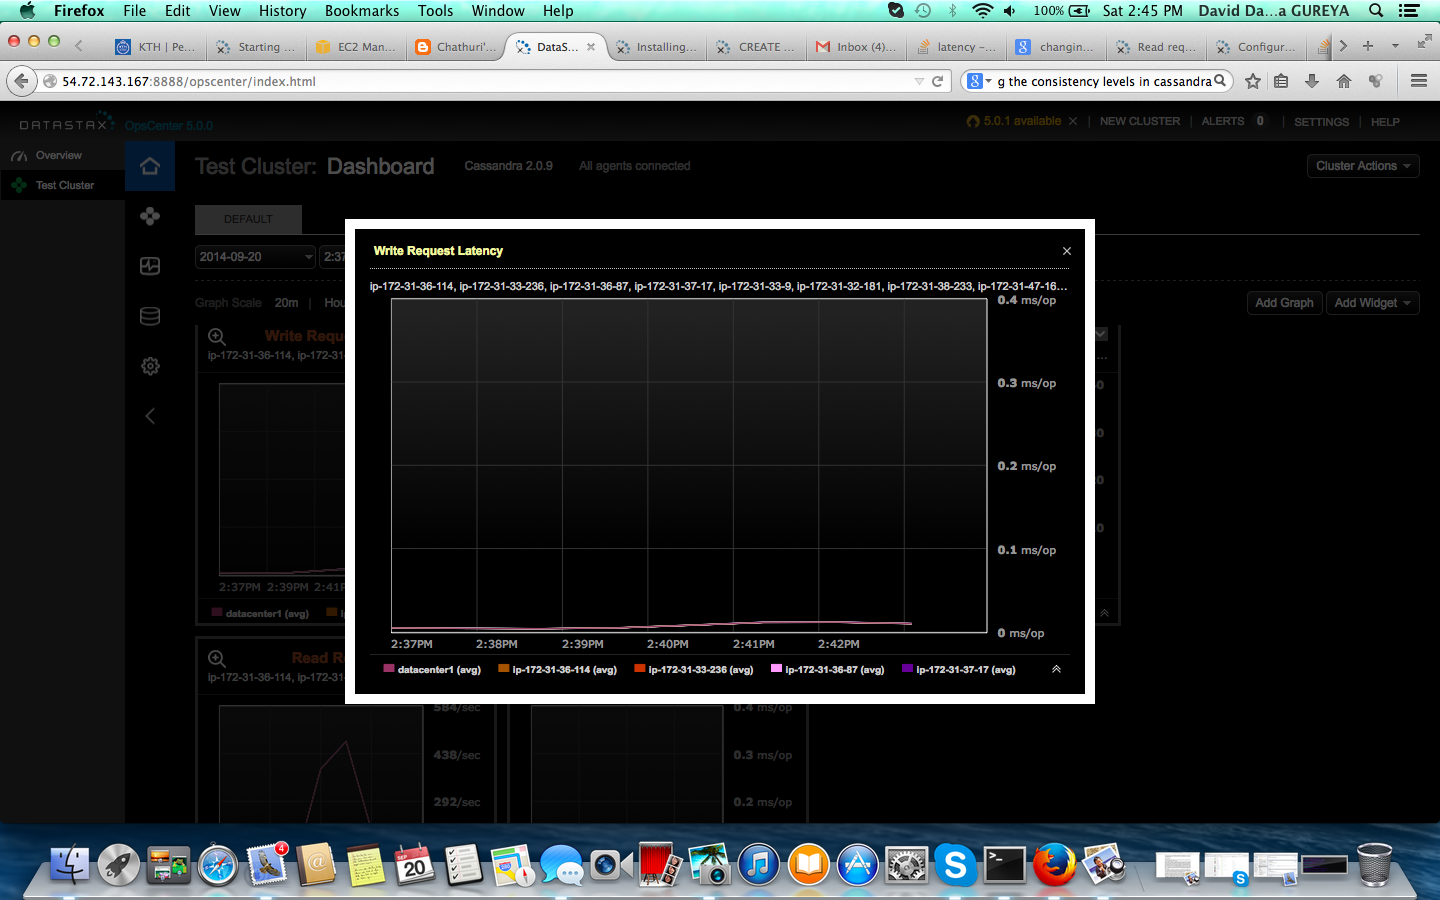 Firefox File Edit View History Bookmarks Tools Window Help 100% Sat 2:45 PM David Da...a GUREYA
KTH | Pe... Starting ... EC2 Man... Chathuri'... DataS... Installing... CREATE ... Inbox (4)... latency –... changin... Read req... Configur...
54.72.143.167:8888/opscenter/index.html g the consistency levels in cassandra
DATASTAX OpsCenter 5.0.0 5.0.1 available NEW CLUSTER ALERTS 0 SETTINGS HELP
Overview
Test Cluster
Test Cluster: Dashboard Cassandra 2.0.9 All agents connected Cluster Actions
DEFAULT
2014-09-20 2:37
Graph Scale 20m Hou
Add Graph Add Widget
Write Requ
ip-172-31-36-114, ip-172-31
2:37PM 2:39PM 2:41P
datacenter1 (avg)
Write Request Latency
ip-172-31-36-114, ip-172-31-33-236, ip-172-31-36-87, ip-172-31-37-17, ip-172-31-33-9, ip-172-31-32-181, ip-172-31-38-233, ip-172-31-47-16...
0.4 ms/op
0.3 ms/op
0.2 ms/op
0.1 ms/op
0 ms/op
2:37PM 2:38PM 2:39PM 2:40PM 2:41PM 2:42PM
datacenter1 (avg) ip-172-31-36-114 (avg) ip-172-31-33-236 (avg) ip-172-31-36-87 (avg) ip-172-31-37-17 (avg)
Read Re
ip-172-31-36-114, ip-172-31
584/sec 0.4 ms/op
438/sec 0.3 ms/op
292/sec 0.2 ms/op
4
SEP
20